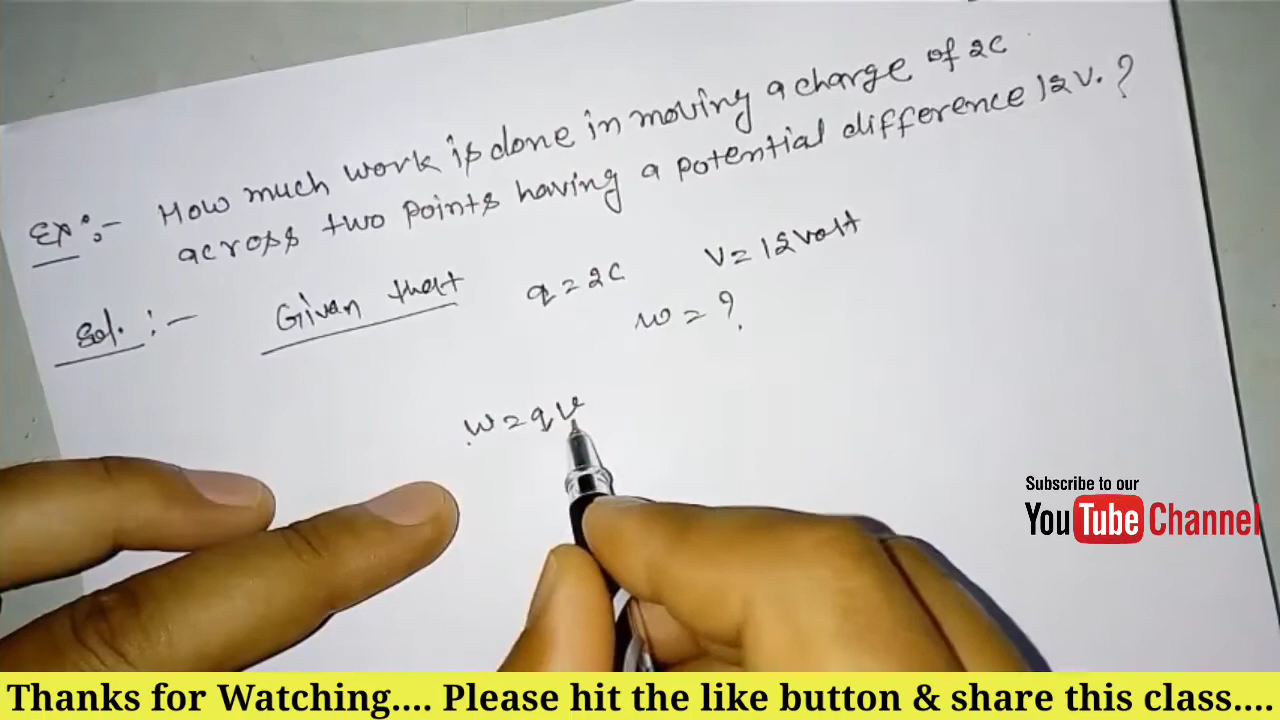 Ex:- How much work is done in moving a charge of 2C
across two points having a potential difference 12 V. ?
Sol. :- Given that q = 2C V = 12 volt
w = ?
w = qv
Subscribe to our
YouTube Channel
Thanks for Watching.... Please hit the like button & share this class....